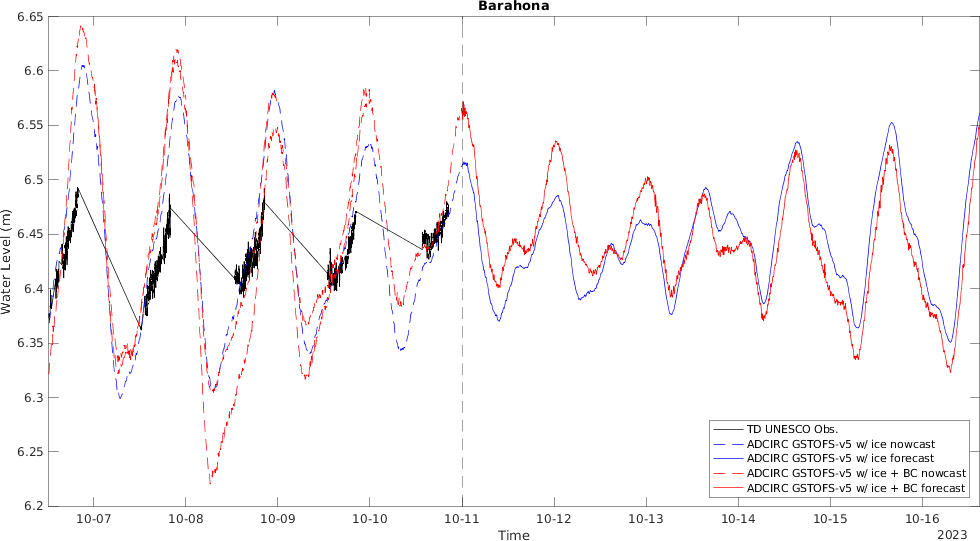 Barahona
6.65
6.6
6.55
6.5
6.45
6.4
6.35
6.3
6.25
6.2
Water Level (m)
TD UNESCO Obs.
ADCIRC GSTOFS-v5 w/ ice nowcast
ADCIRC GSTOFS-v5 w/ ice forecast
ADCIRC GSTOFS-v5 w/ ice + BC nowcast
ADCIRC GSTOFS-v5 w/ ice + BC forecast
10-07 10-08 10-09 10-10 10-11 10-12 10-13 10-14 10-15 10-16
Time
2023